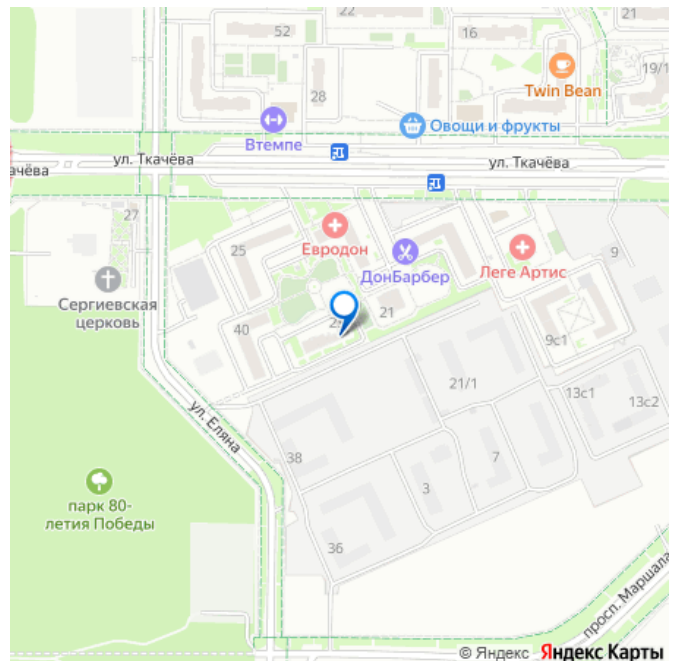 22
21
52
16
19/1
Twin Bean
28
Овощи и фрукты
Втемпе
ул. Ткачёва
ул. Ткачёва
27
Евродон
9
25
ДонБарбер
Леге Артис
Сергиевская
церковь
21
40
9с1
21/1
13с1
13с2
ул. Еляна
38
7
3
парк 80-
летия Победы
36
просп. Маршала
© Яндекс Яндекс Карты